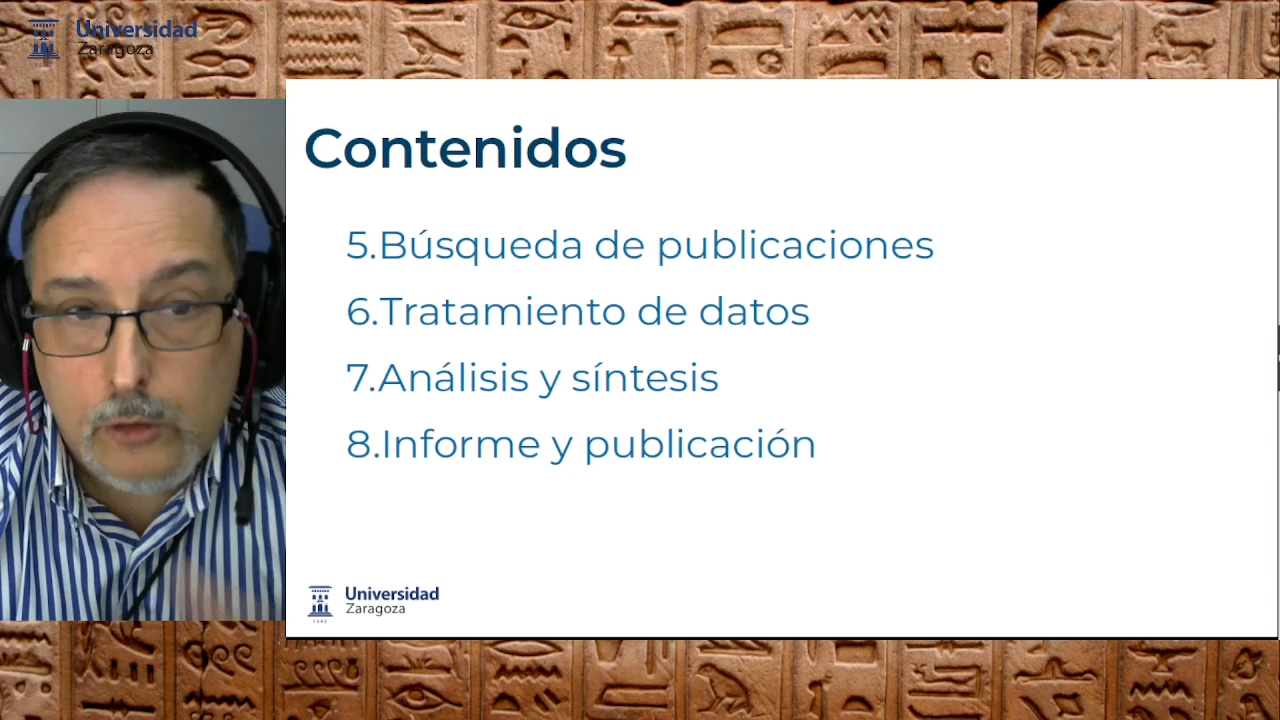 Universidad
Zaragoza
Contenidos
5.Búsqueda de publicaciones
6.Tratamiento de datos
7.Análisis y síntesis
8.Informe y publicación
Universidad
Zaragoza
1542